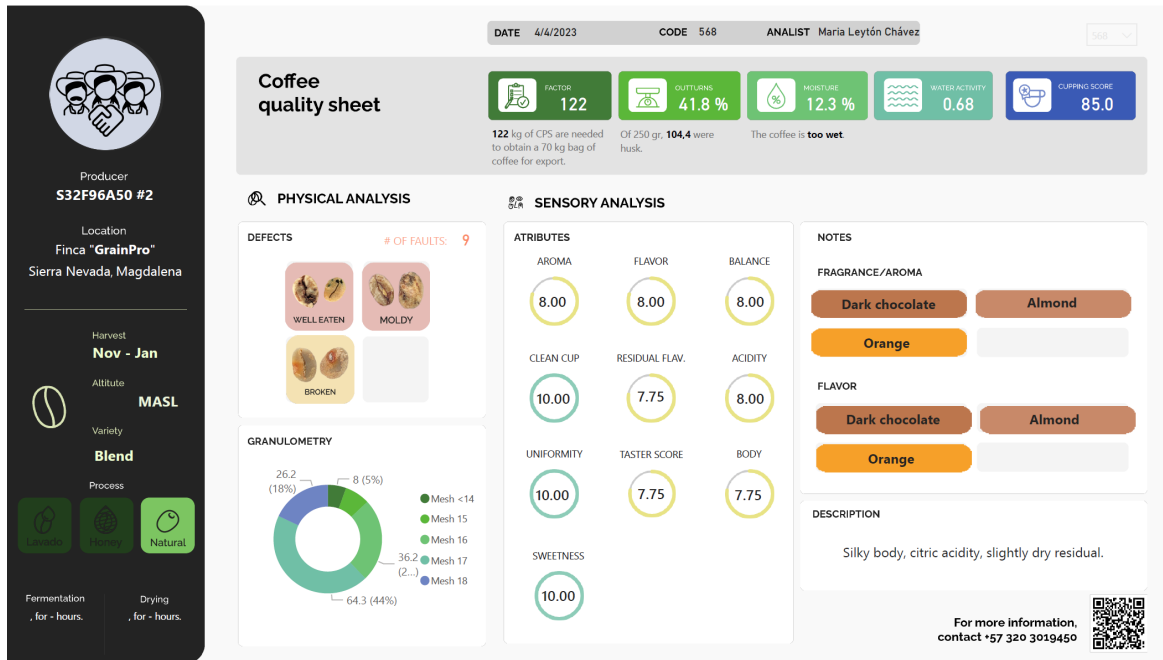 DATE 4/4/2023 CODE 568 ANALIST Maria Leytón Chávez
568
Coffee
quality sheet
FACTOR
122
122 kg of CPS are needed
to obtain a 70 kg bag of
coffee for export.
OUTTURNS
41.8 %
Of 250 gr, 104,4 were
husk.
MOISTURE
12.3 %
The coffee is too wet.
WATER ACTIVITY
0.68
CUPPING SCORE
85.0
Producer
S32F96A50 #2
Location
Finca "GrainPro"
Sierra Nevada, Magdalena
Harvest
Nov - Jan
Altitute
MASL
Variety
Blend
Process
Lavado
Honey
Natural
Fermentation
, for - hours.
Drying
, for - hours.
PHYSICAL ANALYSIS
DEFECTS
# OF FAULTS: 9
WELL EATEN
MOLDY
BROKEN
GRANULOMETRY
26.2
(18%)
8 (5%)
36.2
(2...)
64.3 (44%)
Mesh <14
Mesh 15
Mesh 16
Mesh 17
Mesh 18
SENSORY ANALYSIS
ATRIBUTES
AROMA
8.00
FLAVOR
8.00
BALANCE
8.00
CLEAN CUP
10.00
RESIDUAL FLAV.
7.75
ACIDITY
8.00
UNIFORMITY
10.00
TASTER SCORE
7.75
BODY
7.75
SWEETNESS
10.00
NOTES
FRAGRANCE/AROMA
Dark chocolate
Almond
Orange
FLAVOR
Dark chocolate
Almond
Orange
DESCRIPTION
Silky body, citric acidity, slightly dry residual.
For more information,
contact +57 320 3019450